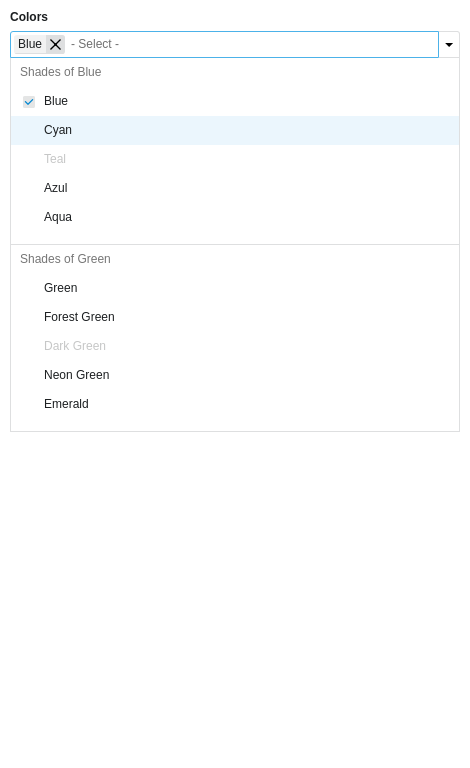 Colors
Blue - Select -
Shades of Blue
Blue
Cyan
Teal
Azul
Aqua
Shades of Green
Green
Forest Green
Dark Green
Neon Green
Emerald